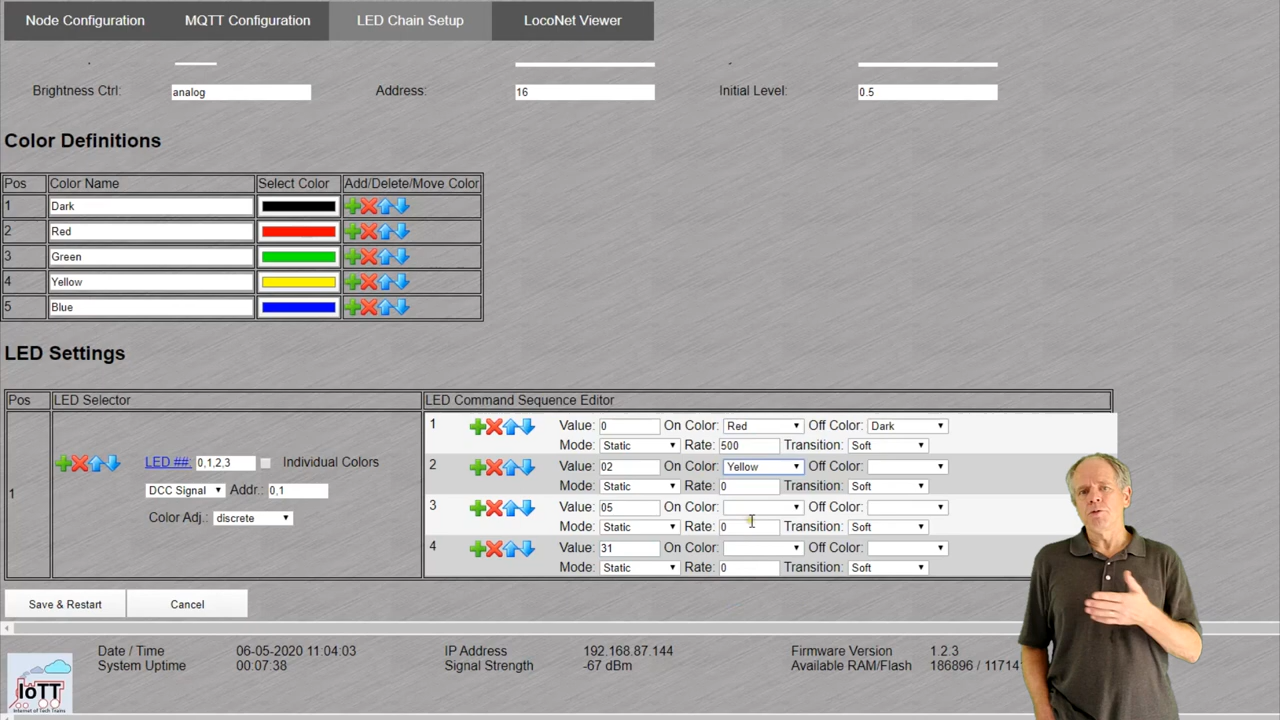 Node Configuration MQTT Configuration LED Chain Setup LocoNet Viewer
Brightness Ctrl: analog Address: 16 Initial Level: 0.5
Color Definitions
Pos Color Name Select Color Add/Delete/Move Color
1 Dark
2 Red
3 Green
4 Yellow
5 Blue
LED Settings
Pos LED Selector LED Command Sequence Editor
1
LED ##: 0,1,2,3 Individual Colors
DCC Signal Addr.: 0,1
Color Adj.: discrete
1 Value: 0 On Color: Red Off Color: Dark
Mode: Static Rate: 500 Transition: Soft
2 Value: 02 On Color: Yellow Off Color:
Mode: Static Rate: 0 Transition: Soft
3 Value: 05 On Color: Off Color:
Mode: Static Rate: 0 Transition: Soft
4 Value: 31 On Color: Off Color:
Mode: Static Rate: 0 Transition: Soft
Save & Restart Cancel
Date / Time 06-05-2020 11:04:03 IP Address 192.168.87.144 Firmware Version 1.2.3
System Uptime 00:07:38 Signal Strength -67 dBm Available RAM/Flash 186896 / 11714
IoTT
Internet of Tech Trains